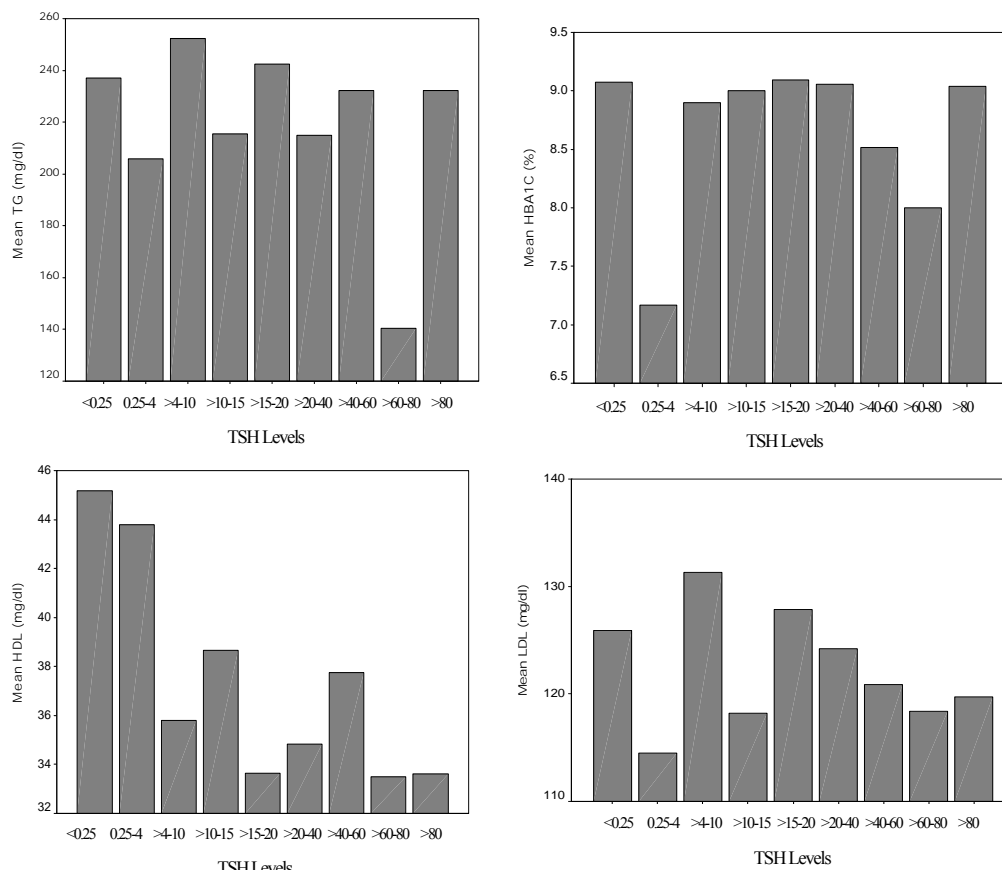 260
240
220
200
180
160
140
120
Mean TG (mg/dl)
<0.25 0.25-4 >4-10 >10-15 >15-20 >20-40 >40-60 >60-80 >80
TSH Levels
9.5
9.0
8.5
8.0
7.5
7.0
6.5
Mean HBA1C (%)
<0.25 0.25-4 >4-10 >10-15 >15-20 >20-40 >40-60 >60-80 >80
TSH Levels
46
44
42
40
38
36
34
32
Mean HDL (mg/dl)
<0.25 0.25-4 >4-10 >10-15 >15-20 >20-40 >40-60 >60-80 >80
TSH Levels
140
130
120
110
Mean LDL (mg/dl)
<0.25 0.25-4 >4-10 >10-15 >15-20 >20-40 >40-60 >60-80 >80
TSH Levels